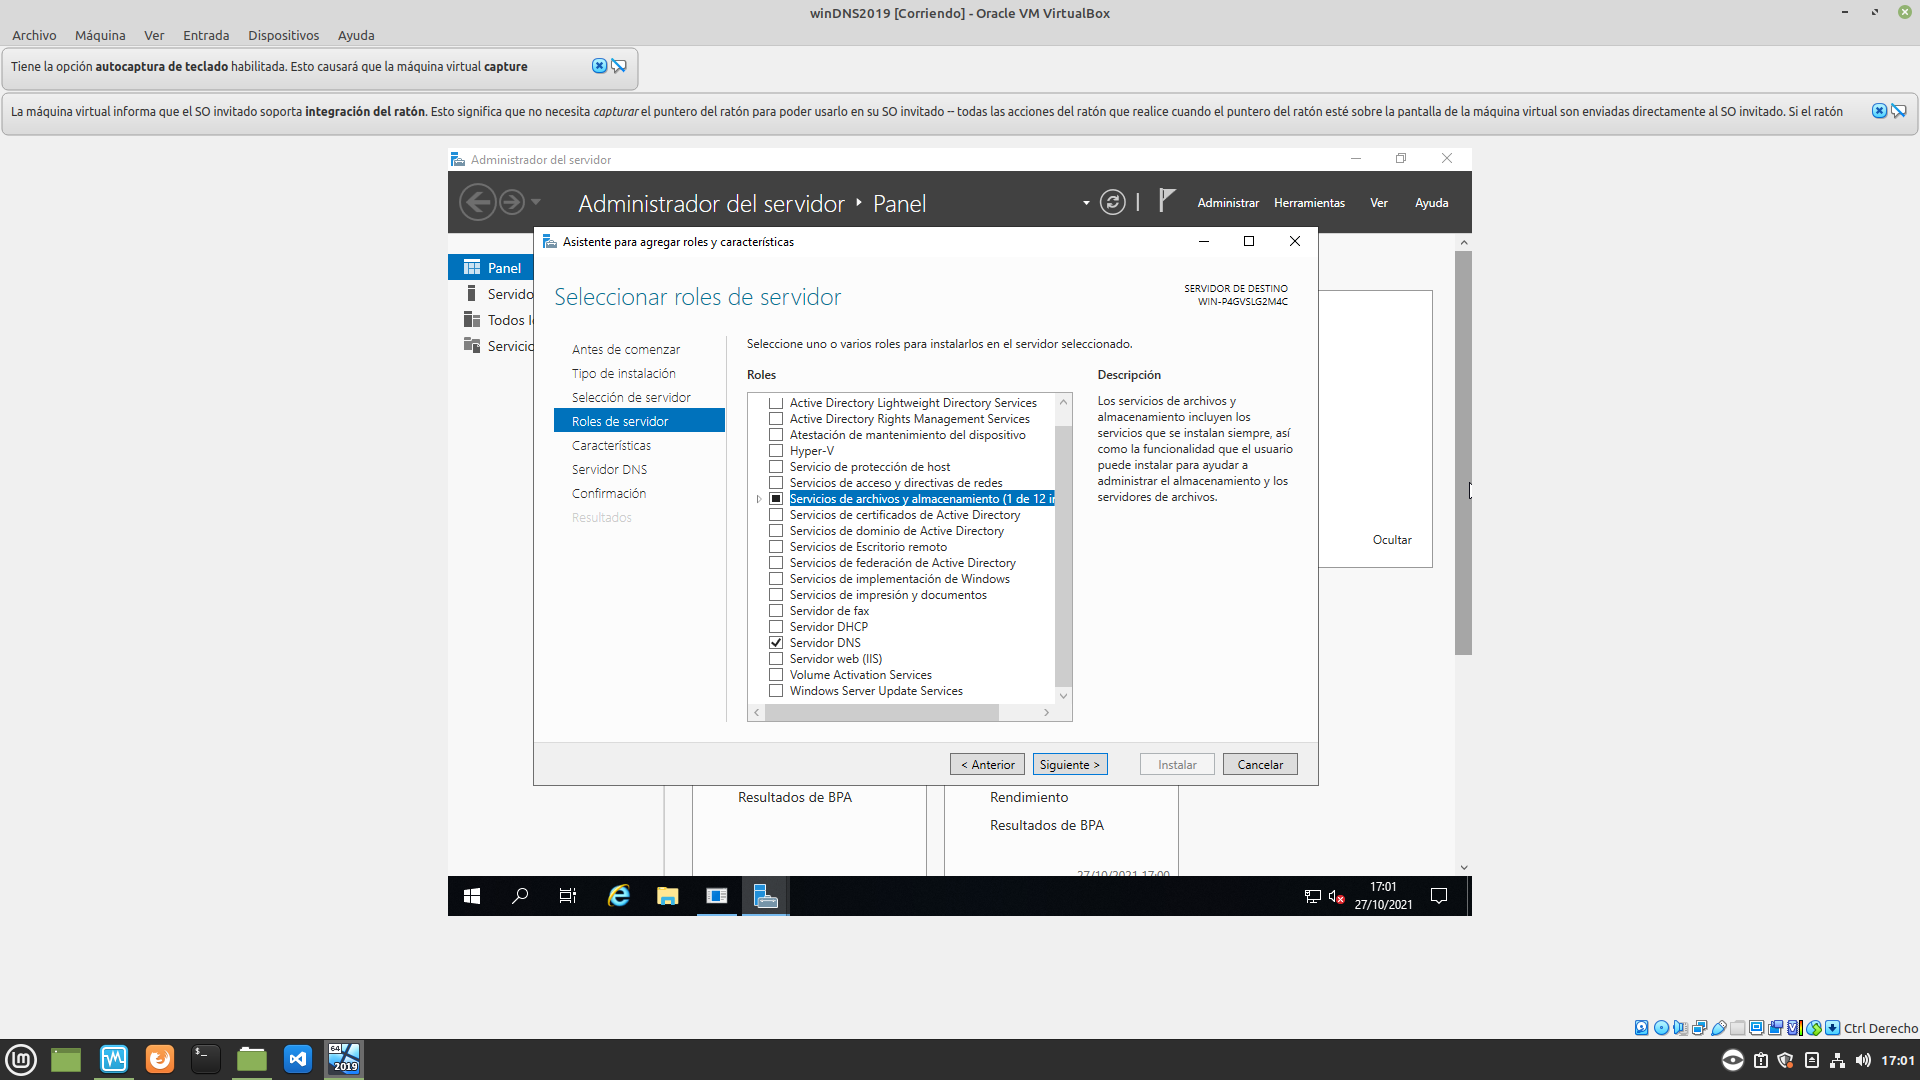 winDNS2019 [Corriendo] - Oracle VM VirtualBox
Archivo Máquina Ver Entrada Dispositivos Ayuda
Tiene la opción autocaptura de teclado habilitada. Esto causará que la máquina virtual capture
La máquina virtual informa que el SO invitado soporta integración del ratón. Esto significa que no necesita capturar el puntero del ratón para poder usarlo en su SO invitado -- todas las acciones del ratón que realice cuando el puntero del ratón esté sobre la pantalla de la máquina virtual son enviadas directamente al SO invitado. Si el ratón
Administrador del servidor
Administrador del servidor Panel
Administrar Herramientas Ver Ayuda
Panel
Servido
Todos l
Servicio
Asistente para agregar roles y características
Seleccionar roles de servidor
SERVIDOR DE DESTINO
WIN-P4GVSLG2M4C
Antes de comenzar
Tipo de instalación
Selección de servidor
Roles de servidor
Características
Servidor DNS
Confirmación
Resultados
Seleccione uno o varios roles para instalarlos en el servidor seleccionado.
Roles
Active Directory Lightweight Directory Services
Active Directory Rights Management Services
Atestación de mantenimiento del dispositivo
Hyper-V
Servicio de protección de host
Servicios de acceso y directivas de redes
Servicios de archivos y almacenamiento (1 de 12 in
Servicios de certificados de Active Directory
Servicios de dominio de Active Directory
Servicios de Escritorio remoto
Servicios de federación de Active Directory
Servicios de implementación de Windows
Servicios de impresión y documentos
Servidor de fax
Servidor DHCP
Servidor DNS
Servidor web (IIS)
Volume Activation Services
Windows Server Update Services
Descripción
Los servicios de archivos y
almacenamiento incluyen los
servicios que se instalan siempre, así
como la funcionalidad que el usuario
puede instalar para ayudar a
administrar el almacenamiento y los
servidores de archivos.
Ocultar
< Anterior Siguiente > Instalar Cancelar
Resultados de BPA
Rendimiento
Resultados de BPA
27/10/2021 17:00
17:01
27/10/2021
Ctrl Derecho
64
2019
17:01